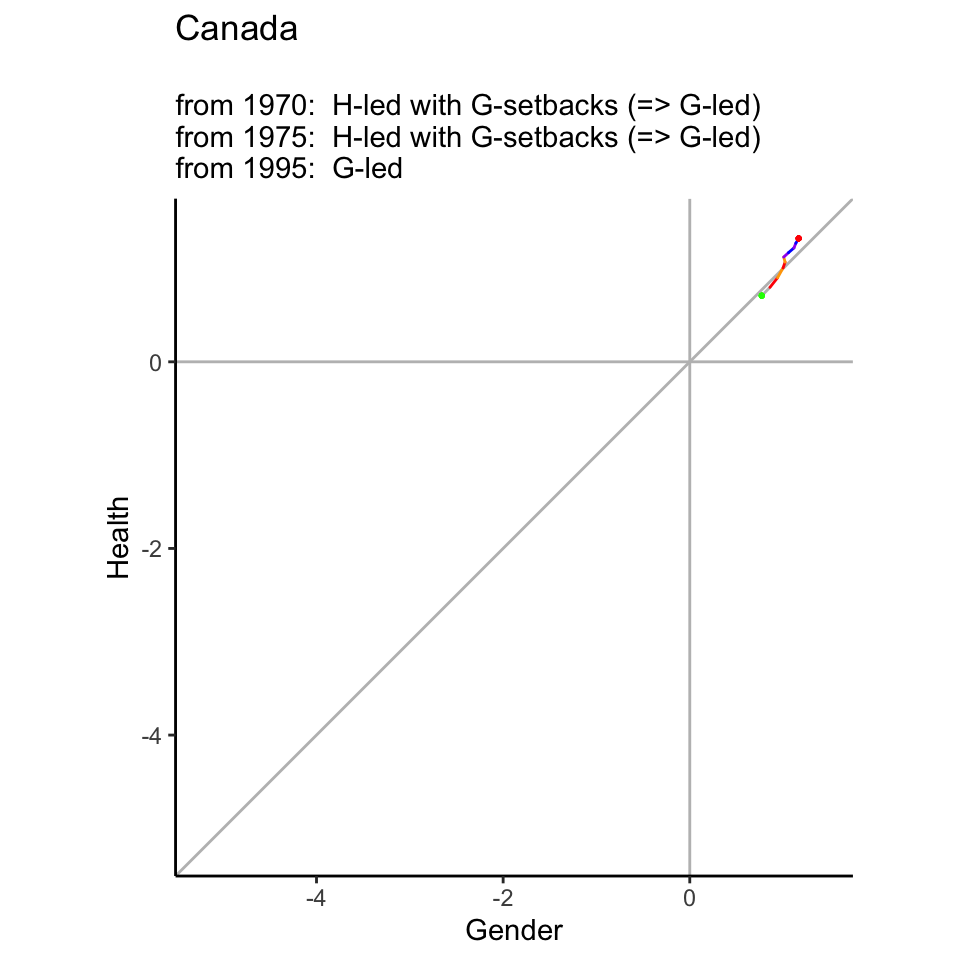 Canada
from 1970:  H-led with G-setbacks (=> G-led)
from 1975:  H-led with G-setbacks (=> G-led)
from 1995:  G-led
0
-2
-4
Health
-4
-2
0
Gender